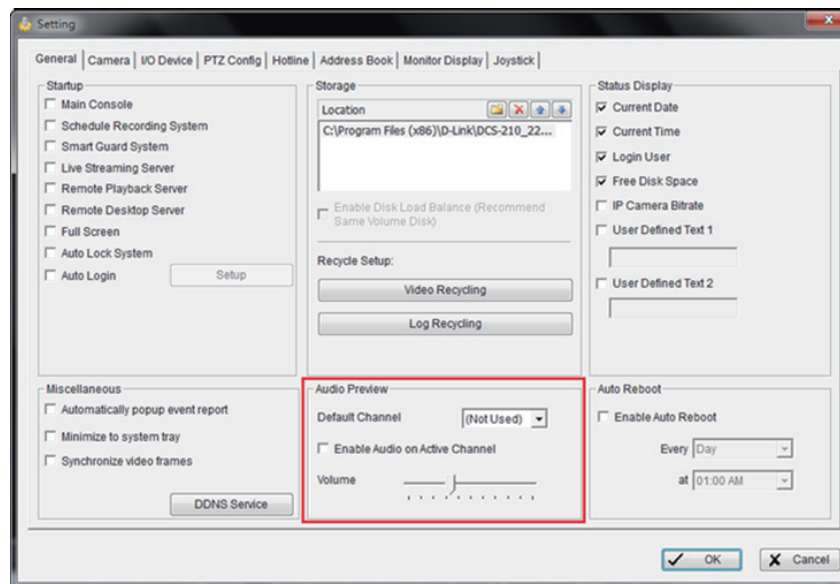 Setting
General Camera I/O Device PTZ Config Hotline Address Book Monitor Display Joystick
Startup
Main Console
Schedule Recording System
Smart Guard System
Live Streaming Server
Remote Playback Server
Remote Desktop Server
Full Screen
Auto Lock System
Auto Login
Setup
Storage
Location
C:\Program Files (x86)\D-Link\DCS-210_22...
Enable Disk Load Balance (Recommend
Same Volume Disk)
Recycle Setup:
Video Recycling
Log Recycling
Status Display
Current Date
Current Time
Login User
Free Disk Space
IP Camera Bitrate
User Defined Text 1
User Defined Text 2
Miscellaneous
Automatically popup event report
Minimize to system tray
Synchronize video frames
DDNS Service
Audio Preview
Default Channel (Not Used)
Enable Audio on Active Channel
Volume
Auto Reboot
Enable Auto Reboot
Every Day
at 01:00 AM
OK
Cancel